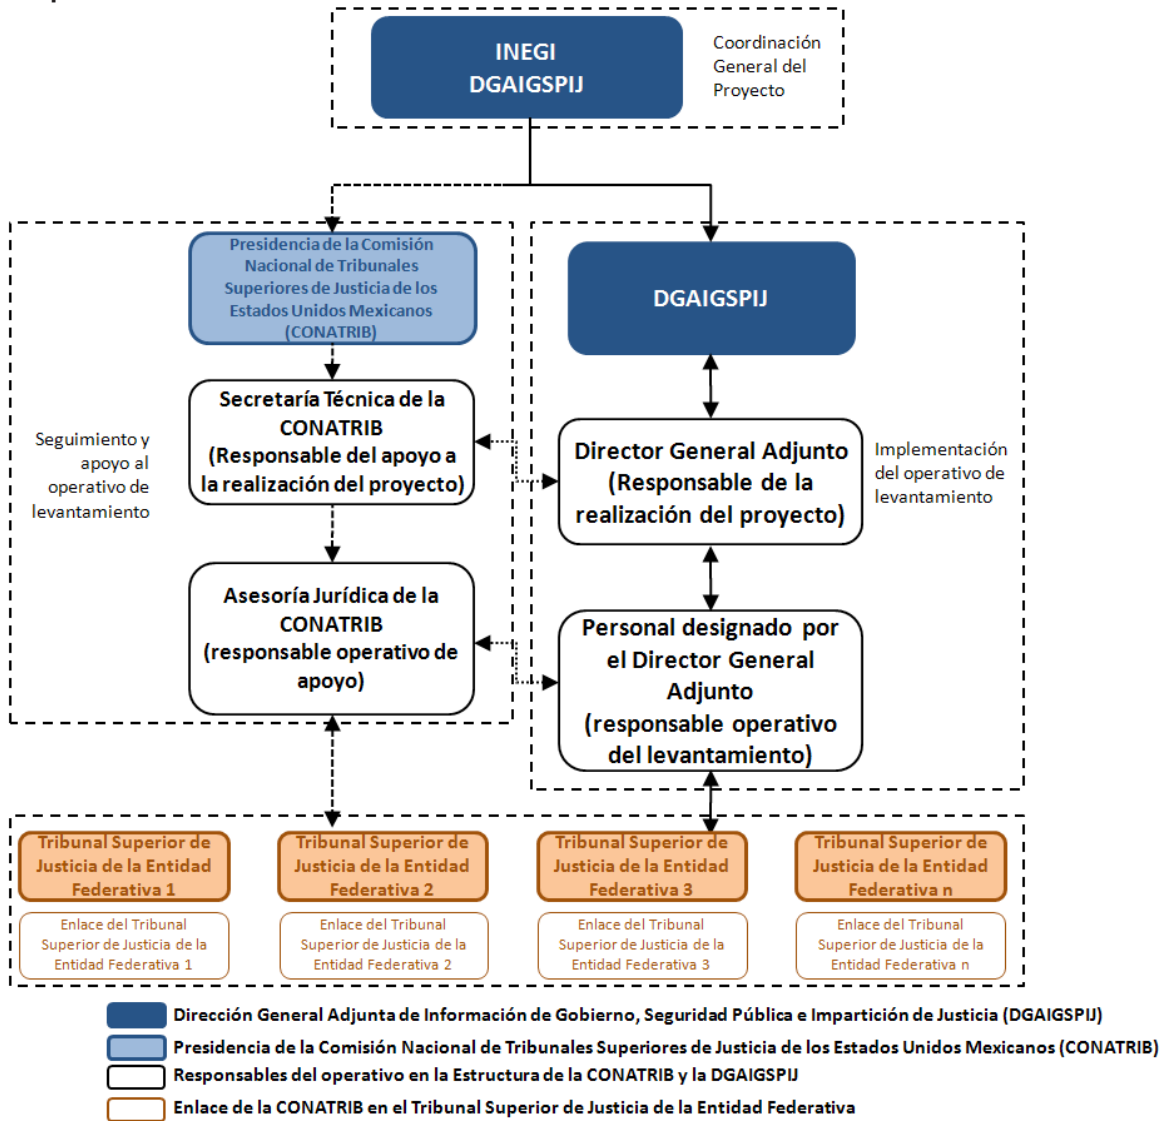 INEGI
DGAIGSPIJ
Coordinación
General del
Proyecto
Presidencia de la Comisión
Nacional de Tribunales
Superiores de Justicia de los
Estados Unidos Mexicanos
(CONATRIB)
DGAIGSPIJ
Secretaría Técnica de la
CONATRIB
(Responsable del apoyo a
la realización del proyecto)
Seguimiento y
apoyo al
operativo de
levantamiento
Director General Adjunto
(Responsable de la
realización del proyecto)
Implementación
del operativo de
levantamiento
Asesoría Jurídica de la
CONATRIB
(responsable operativo de
apoyo)
Personal designado por
el Director General
Adjunto
(responsable operativo
del levantamiento)
Tribunal Superior de
Justicia de la Entidad
Federativa 1
Tribunal Superior de
Justicia de la Entidad
Federativa 2
Tribunal Superior de
Justicia de la Entidad
Federativa 3
Tribunal Superior de
Justicia de la Entidad
Federativa n
Enlace del Tribunal
Superior de Justicia de la
Entidad Federativa 1
Enlace del Tribunal
Superior de Justicia de la
Entidad Federativa 2
Enlace del Tribunal
Superior de Justicia de la
Entidad Federativa 3
Enlace del Tribunal
Superior de Justicia de la
Entidad Federativa n
Dirección General Adjunta de Información de Gobierno, Seguridad Pública e Impartición de Justicia (DGAIGSPIJ)
Presidencia de la Comisión Nacional de Tribunales Superiores de Justicia de los Estados Unidos Mexicanos (CONATRIB)
Responsables del operativo en la Estructura de la CONATRIB y la DGAIGSPIJ
Enlace de la CONATRIB en el Tribunal Superior de Justicia de la Entidad Federativa